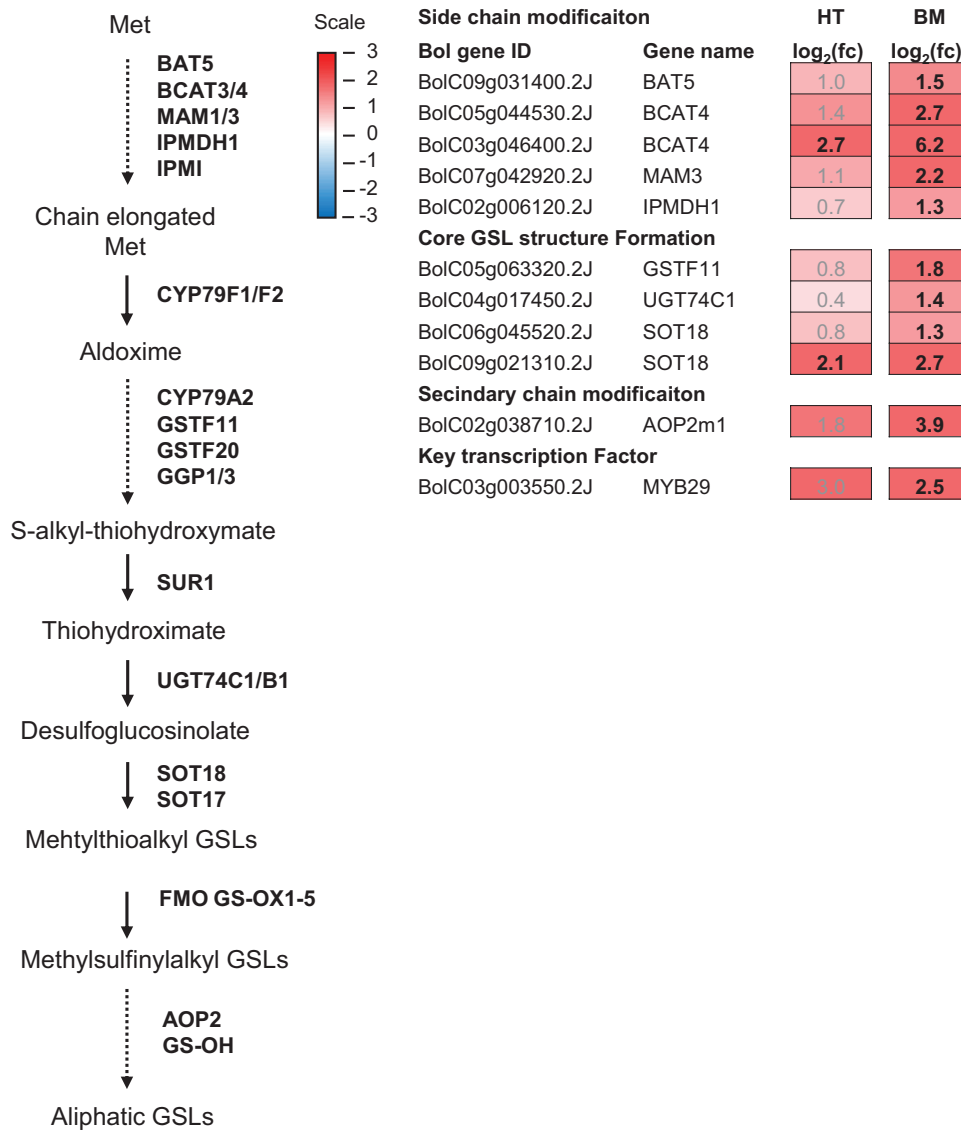 Met
BAT5
BCAT3/4
MAM1/3
IPMDH1
IPMI
Chain elongated
Met
CYP79F1/F2
Aldoxime
CYP79A2
GSTF11
GSTF20
GGP1/3
S-alkyl-thiohydroxymate
SUR1
Thiohydroximate
UGT74C1/B1
Desulfoglucosinolate
SOT18
SOT17
Mehtylthioalkyl GSLs
FMO GS-OX1-5
Methylsulfinylalkyl GSLs
AOP2
GS-OH
Aliphatic GSLs
Scale
3
2
1
0
-1
-2
-3
Side chain modificaiton HT BM
Bol gene ID Gene name log2(fc) log2(fc)
BolC09g031400.2J BAT5 1.0 1.5
BolC05g044530.2J BCAT4 1.4 2.7
BolC03g046400.2J BCAT4 2.7 6.2
BolC07g042920.2J MAM3 1.1 2.2
BolC02g006120.2J IPMDH1 0.7 1.3
Core GSL structure Formation
BolC05g063320.2J GSTF11 0.8 1.8
BolC04g017450.2J UGT74C1 0.4 1.4
BolC06g045520.2J SOT18 0.8 1.3
BolC09g021310.2J SOT18 2.1 2.7
Secindary chain modificaiton
BolC02g038710.2J AOP2m1 1.8 3.9
Key transcription Factor
BolC03g003550.2J MYB29 3.0 2.5